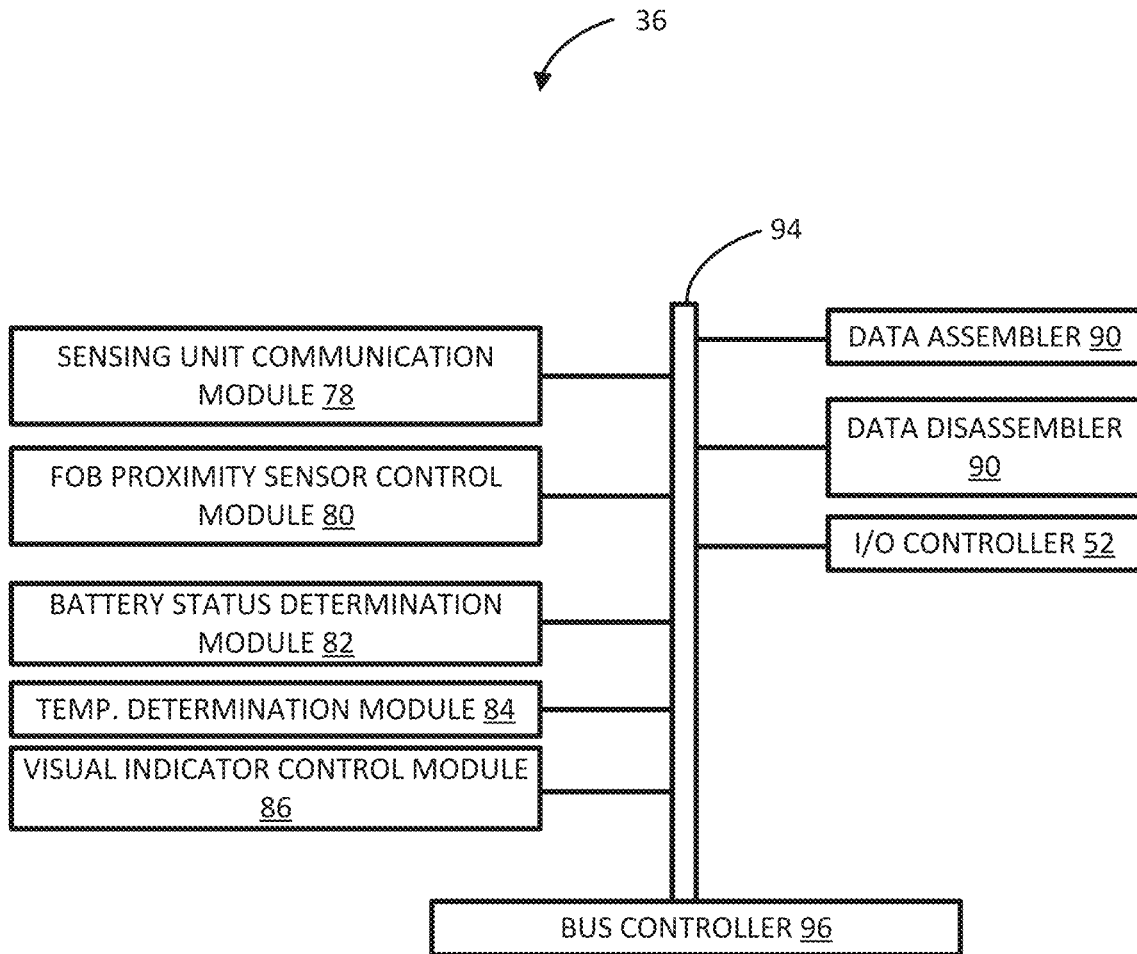 36
94
SENSING UNIT COMMUNICATION
MODULE 78
FOB PROXIMITY SENSOR CONTROL
MODULE 80
BATTERY STATUS DETERMINATION
MODULE 82
TEMP. DETERMINATION MODULE 84
VISUAL INDICATOR CONTROL MODULE
86
DATA ASSEMBLER 90
DATA DISASSEMBLER
90
I/O CONTROLLER 52
BUS CONTROLLER 96